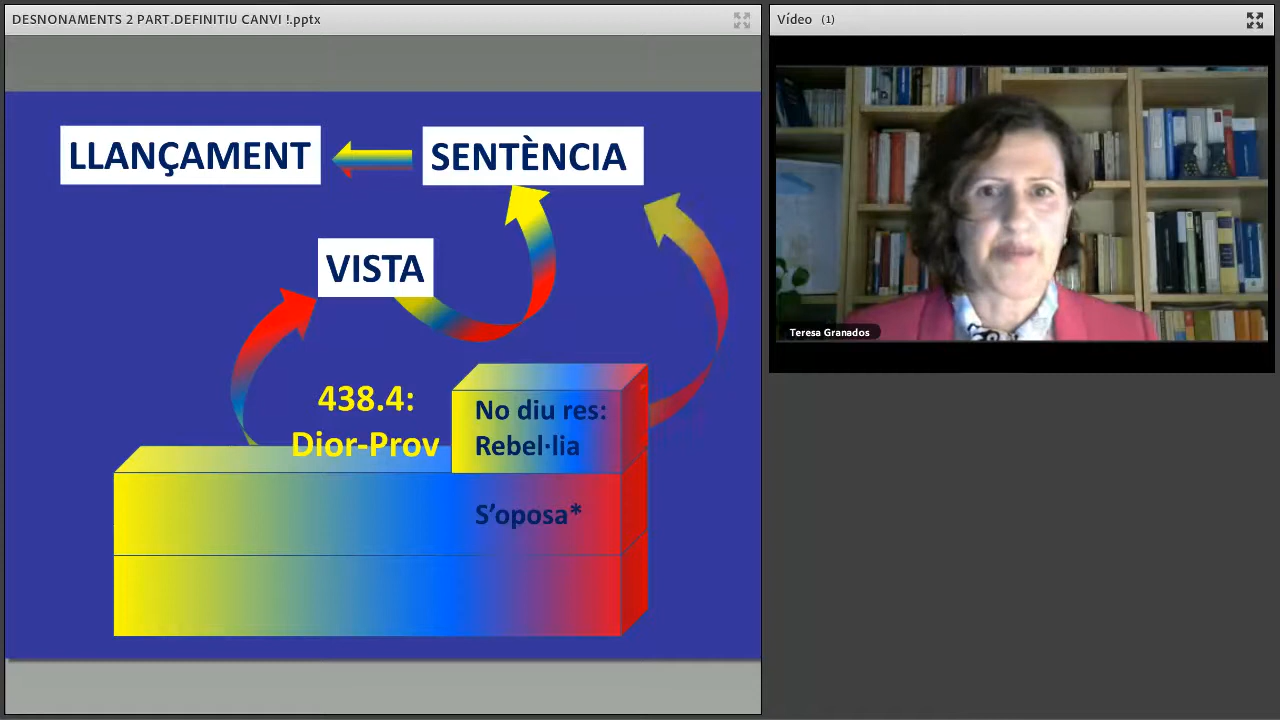 DESNONAMENTS 2 PART.DEFINITIU CANVI !.pptx
LLANÇAMENT
SENTÈNCIA
VISTA
438.4:
Dior-Prov
No diu res:
Rebel·lia
S'oposa*
Vídeo (1)
Teresa Granados